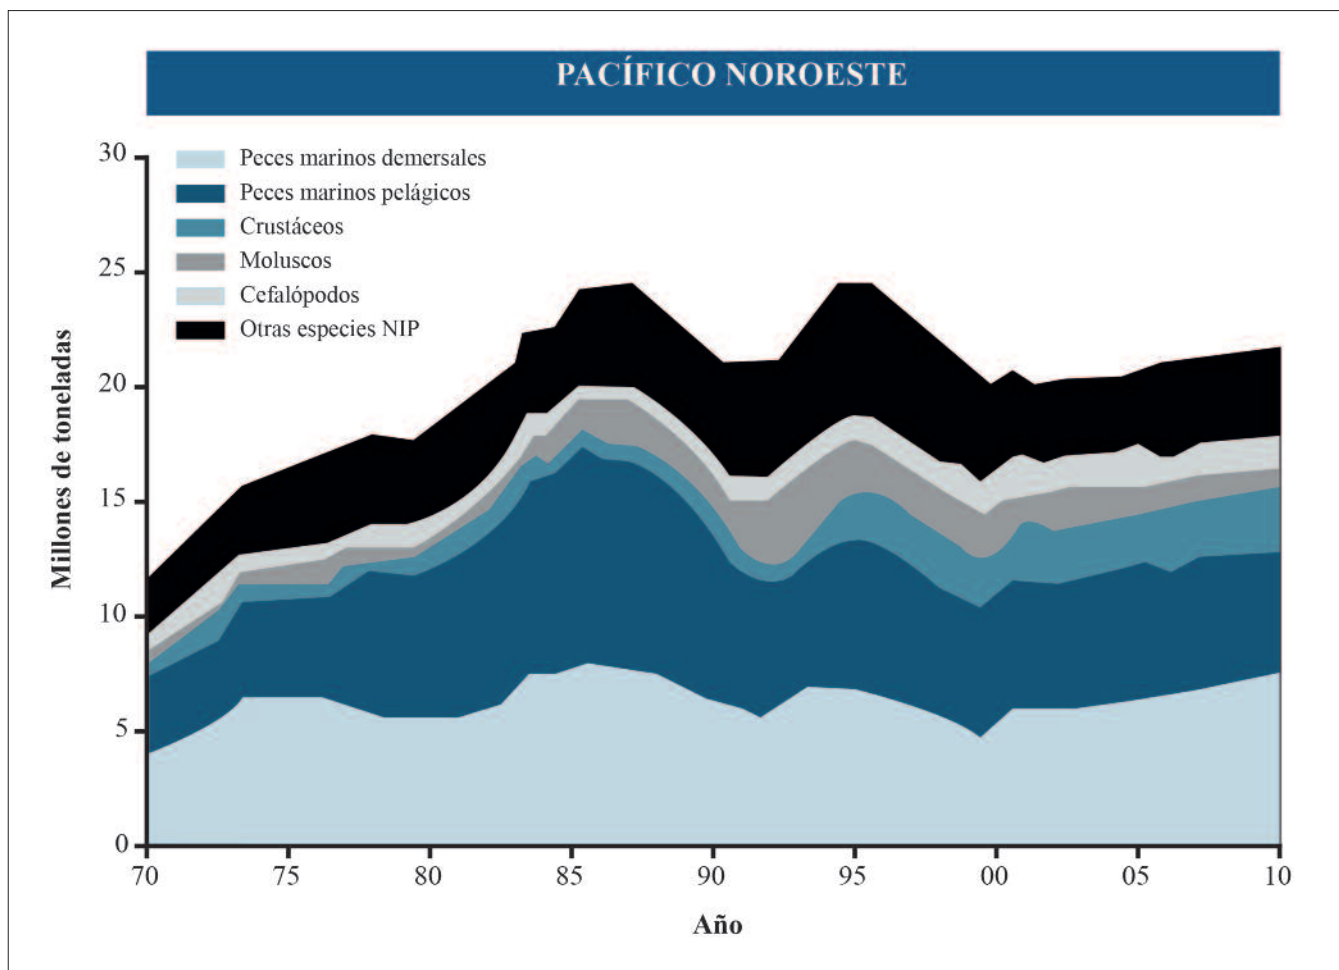 PACÍFICO NOROESTE
30
25
20
15
10
5
0
Millones de toneladas
Peces marinos demersales
Peces marinos pelágicos
Crustáceos
Moluscos
Cefalópodos
Otras especies NIP
70 75 80 85 90 95 00 05 10
Año